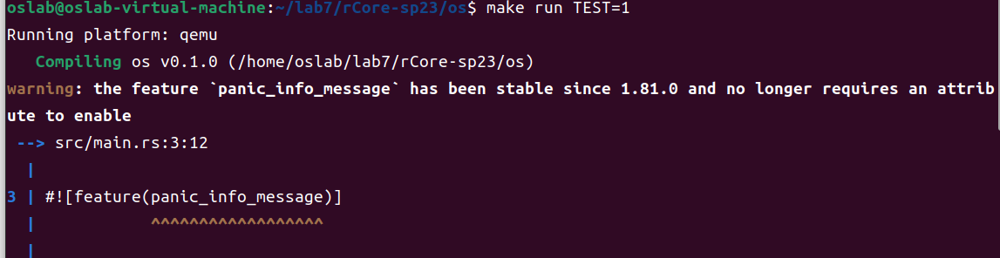 oslab@oslab-virtual-machine:~/lab7/rCore-sp23/os$ make run TEST=1
Running platform: qemu
   Compiling os v0.1.0 (/home/oslab/lab7/rCore-sp23/os)
warning: the feature `panic_info_message` has been stable since 1.81.0 and no longer requires an attrib
ute to enable
 --> src/main.rs:3:12
  |
3 | #![feature(panic_info_message)]
  |            ^^^^^^^^^^^^^^^^^^
  |